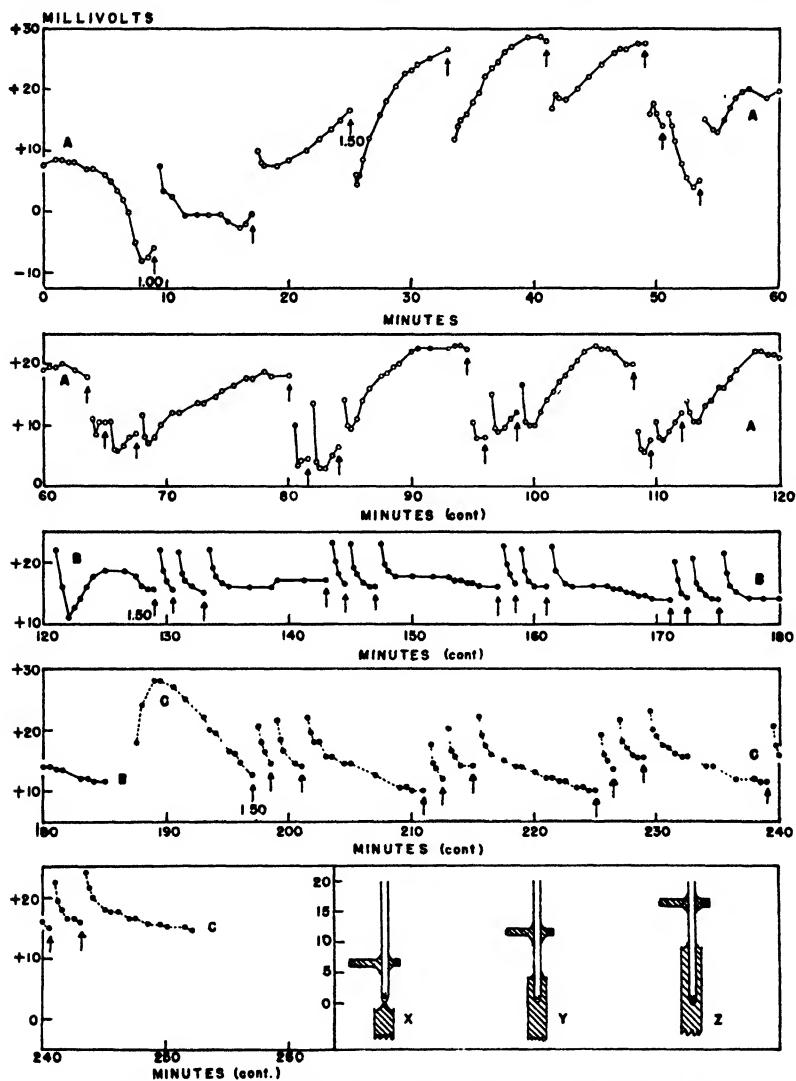 MILLIVOLTS
+30
+20
+10
0
-10
A
1.00
1.50
A
0 10 20 30 40 50 60
MINUTES
+20
+10
0
A
A
60 70 80 90 100 110 120
MINUTES (cont)
+20
+10
B
1.50
B
120 130 140 150 160 170 180
MINUTES (cont)
+30
+20
+10
B
C
1 50
C
180 190 200 210 220 230 240
MINUTES (cont)
+20
+10
0
C
240 250 260
MINUTES (cont.)
20
15
10
5
0
X Y Z